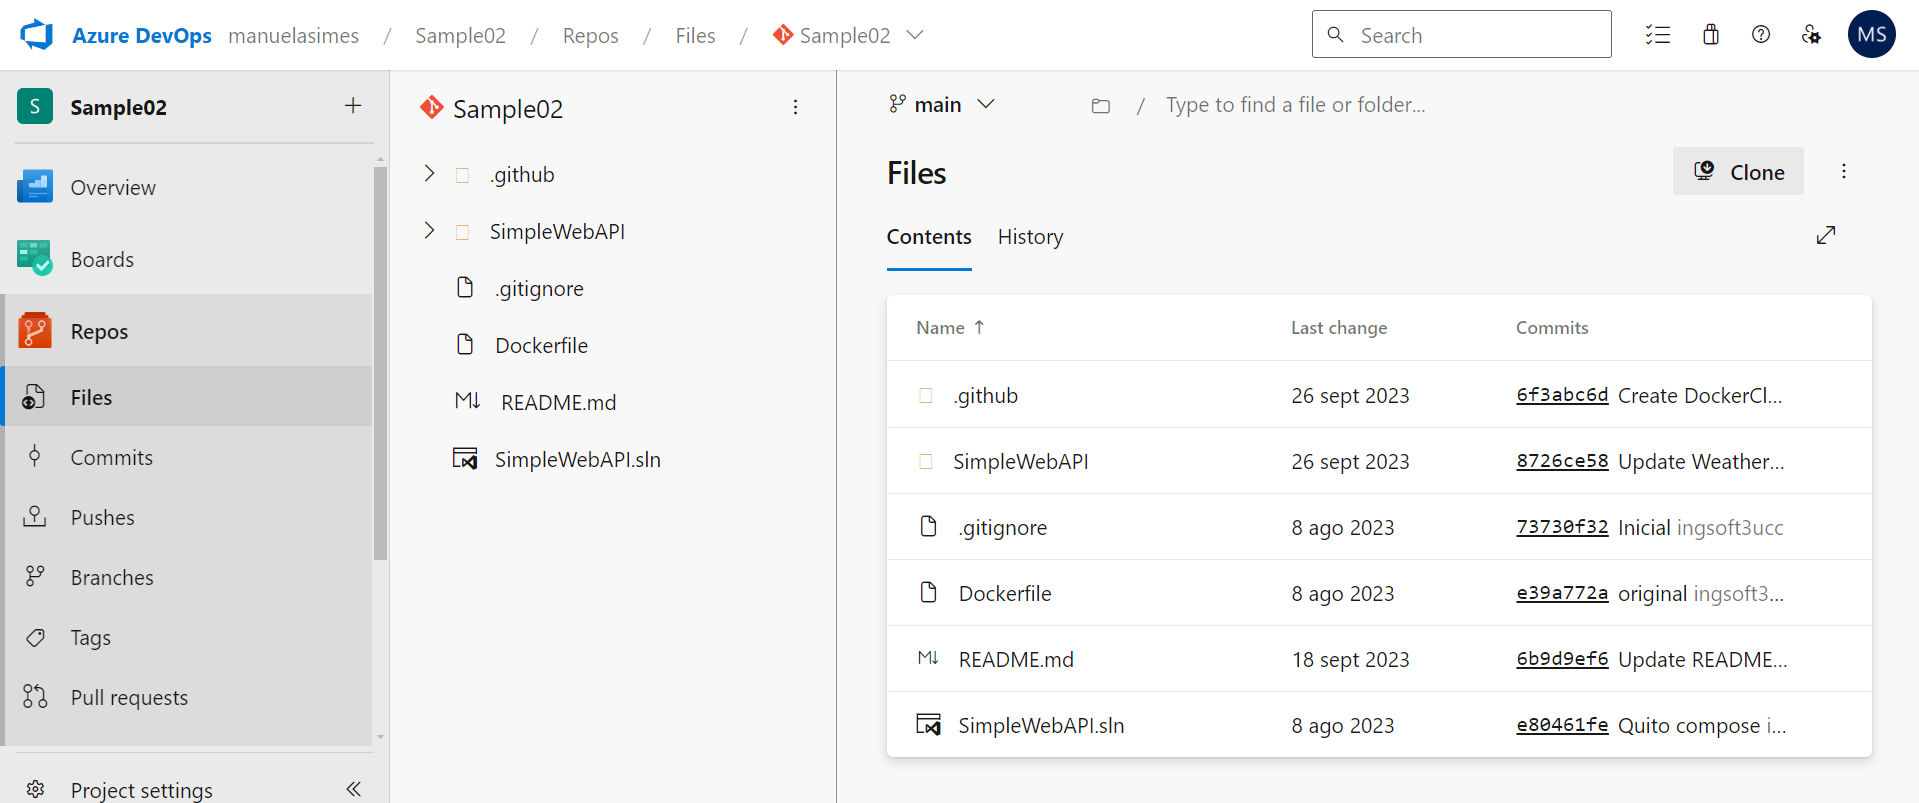 Azure DevOps manuelasimes / Sample02 / Repos / Files / Sample02
Search
MS
S Sample02 +
Overview
Boards
Repos
Files
Commits
Pushes
Branches
Tags
Pull requests
Project settings
Sample02
.github
SimpleWebAPI
.gitignore
Dockerfile
M↓ README.md
SimpleWebAPI.sln
main
/ Type to find a file or folder...
Files
Clone
Contents History
Name ↑ Last change Commits
.github 26 sept 2023 6f3abc6d Create DockerCl...
SimpleWebAPI 26 sept 2023 8726ce58 Update Weather...
.gitignore 8 ago 2023 73730f32 Inicial ingsoft3ucc
Dockerfile 8 ago 2023 e39a772a original ingsoft3...
M↓ README.md 18 sept 2023 6b9d9ef6 Update README...
SimpleWebAPI.sln 8 ago 2023 e80461fe Quito compose i...